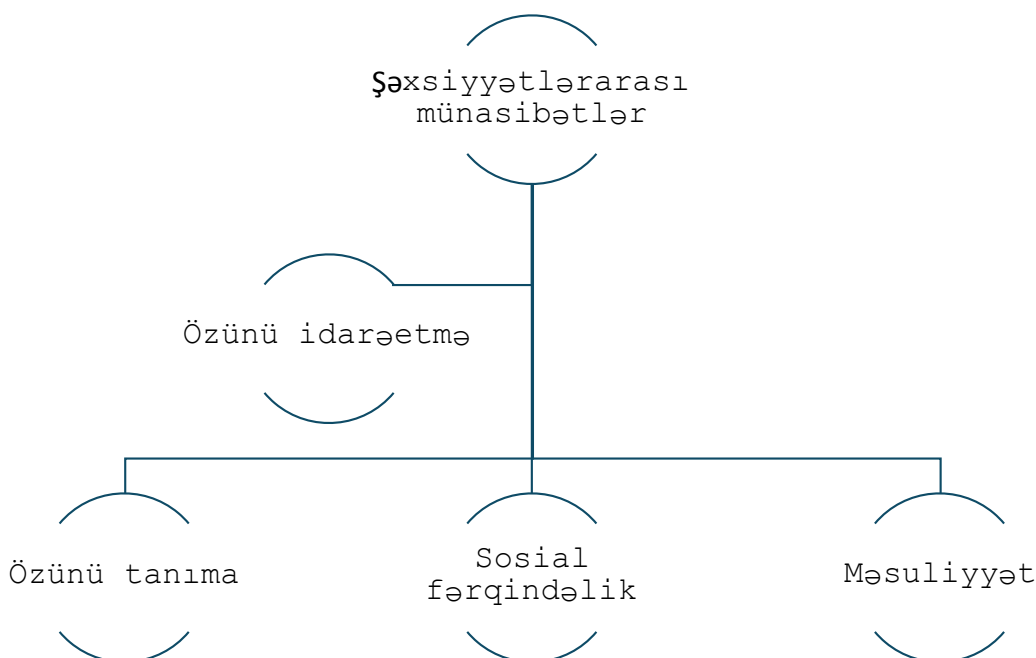 Şəxsiyyətlərarası
münasibətlər
Özünü idarəetmə
Özünü tanıma
Sosial
fərqindəlik
Məsuliyyət